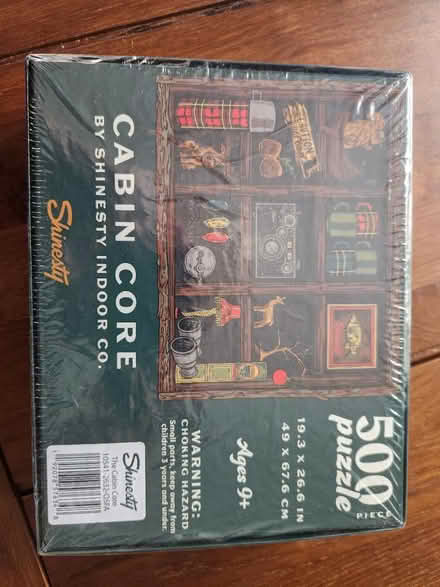 CABIN CORE
BY SHINESTY INDOOR CO.
Shinesty
500
PIECE
puzzle
19.3 x 26.6 IN
49 x 67.6 CM
Ages 9+
WARNING:
CHOKING HAZARD
Small parts, keep away from
children 3 years and under.
Shinesty
The Cabin Core